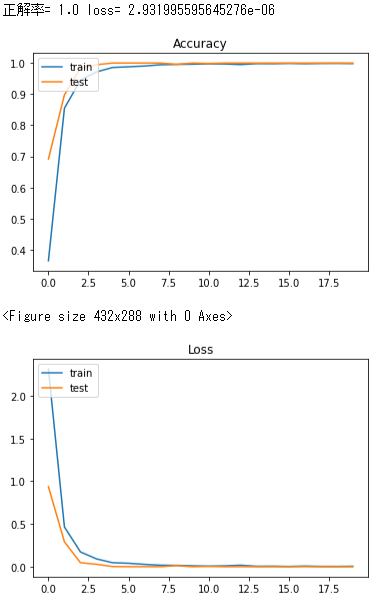 正解率= 1.0 loss= 2.931995595645276e-06
Accuracy
train
test
1.0
0.9
0.8
0.7
0.6
0.5
0.4
0.0 2.5 5.0 7.5 10.0 12.5 15.0 17.5
<Figure size 432x288 with 0 Axes>
Loss
train
test
2.0
1.5
1.0
0.5
0.0
0.0 2.5 5.0 7.5 10.0 12.5 15.0 17.5